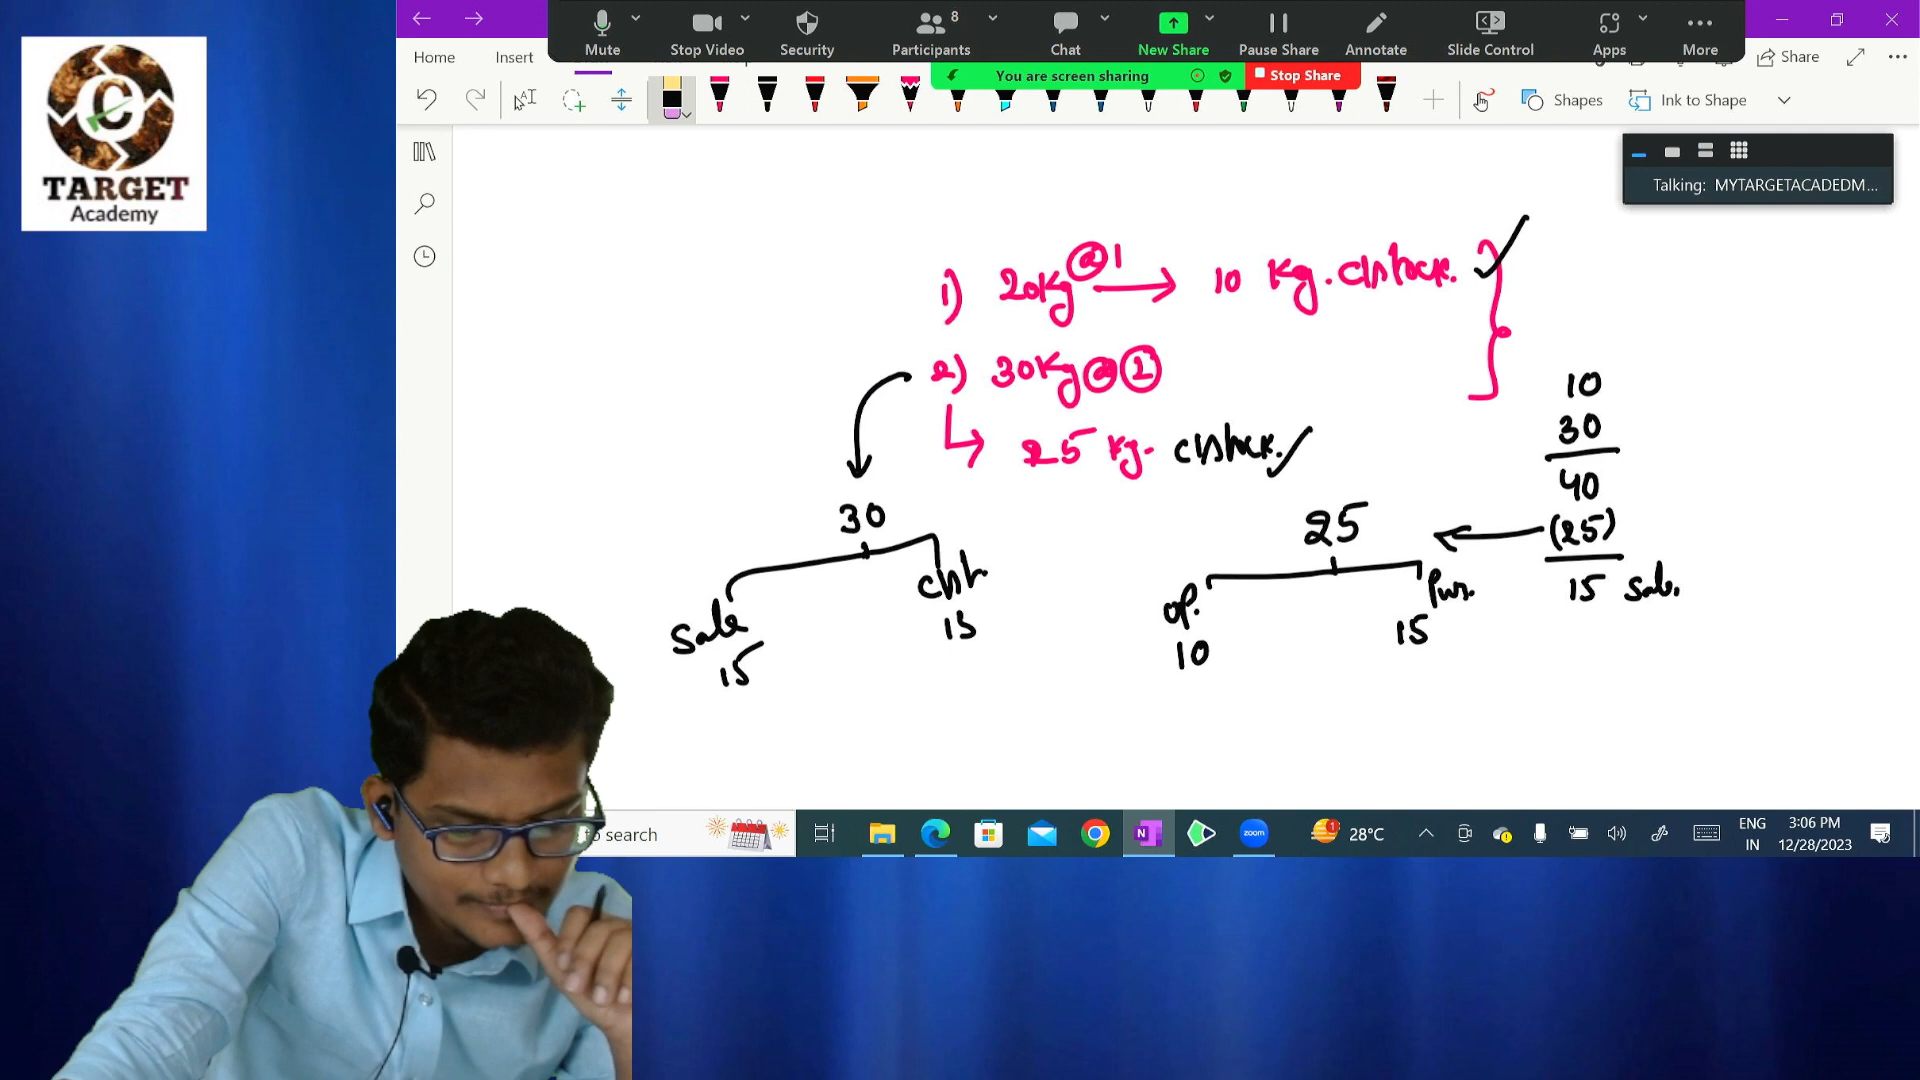 8
Mute
Stop Video
Security
Participants
Chat
New Share
Pause Share
Annotate
Slide Control
Apps
More
You are screen sharing
Stop Share
Home
Insert
Share
Shapes
Ink to Shape
Talking: MYTARGETACADEDM...
TARGET
Academy
1) 20Kg @ 1 → 10 Kg. clstock.
2) 30Kg @ 2
25 Kg. clstock.
30
Sale
15
clst.
15
25
op.
10
Pur.
15
10
30
40
(25)
15 Sale.
to search
1
28°C
zoom
ENG
IN
3:06 PM
12/28/2023